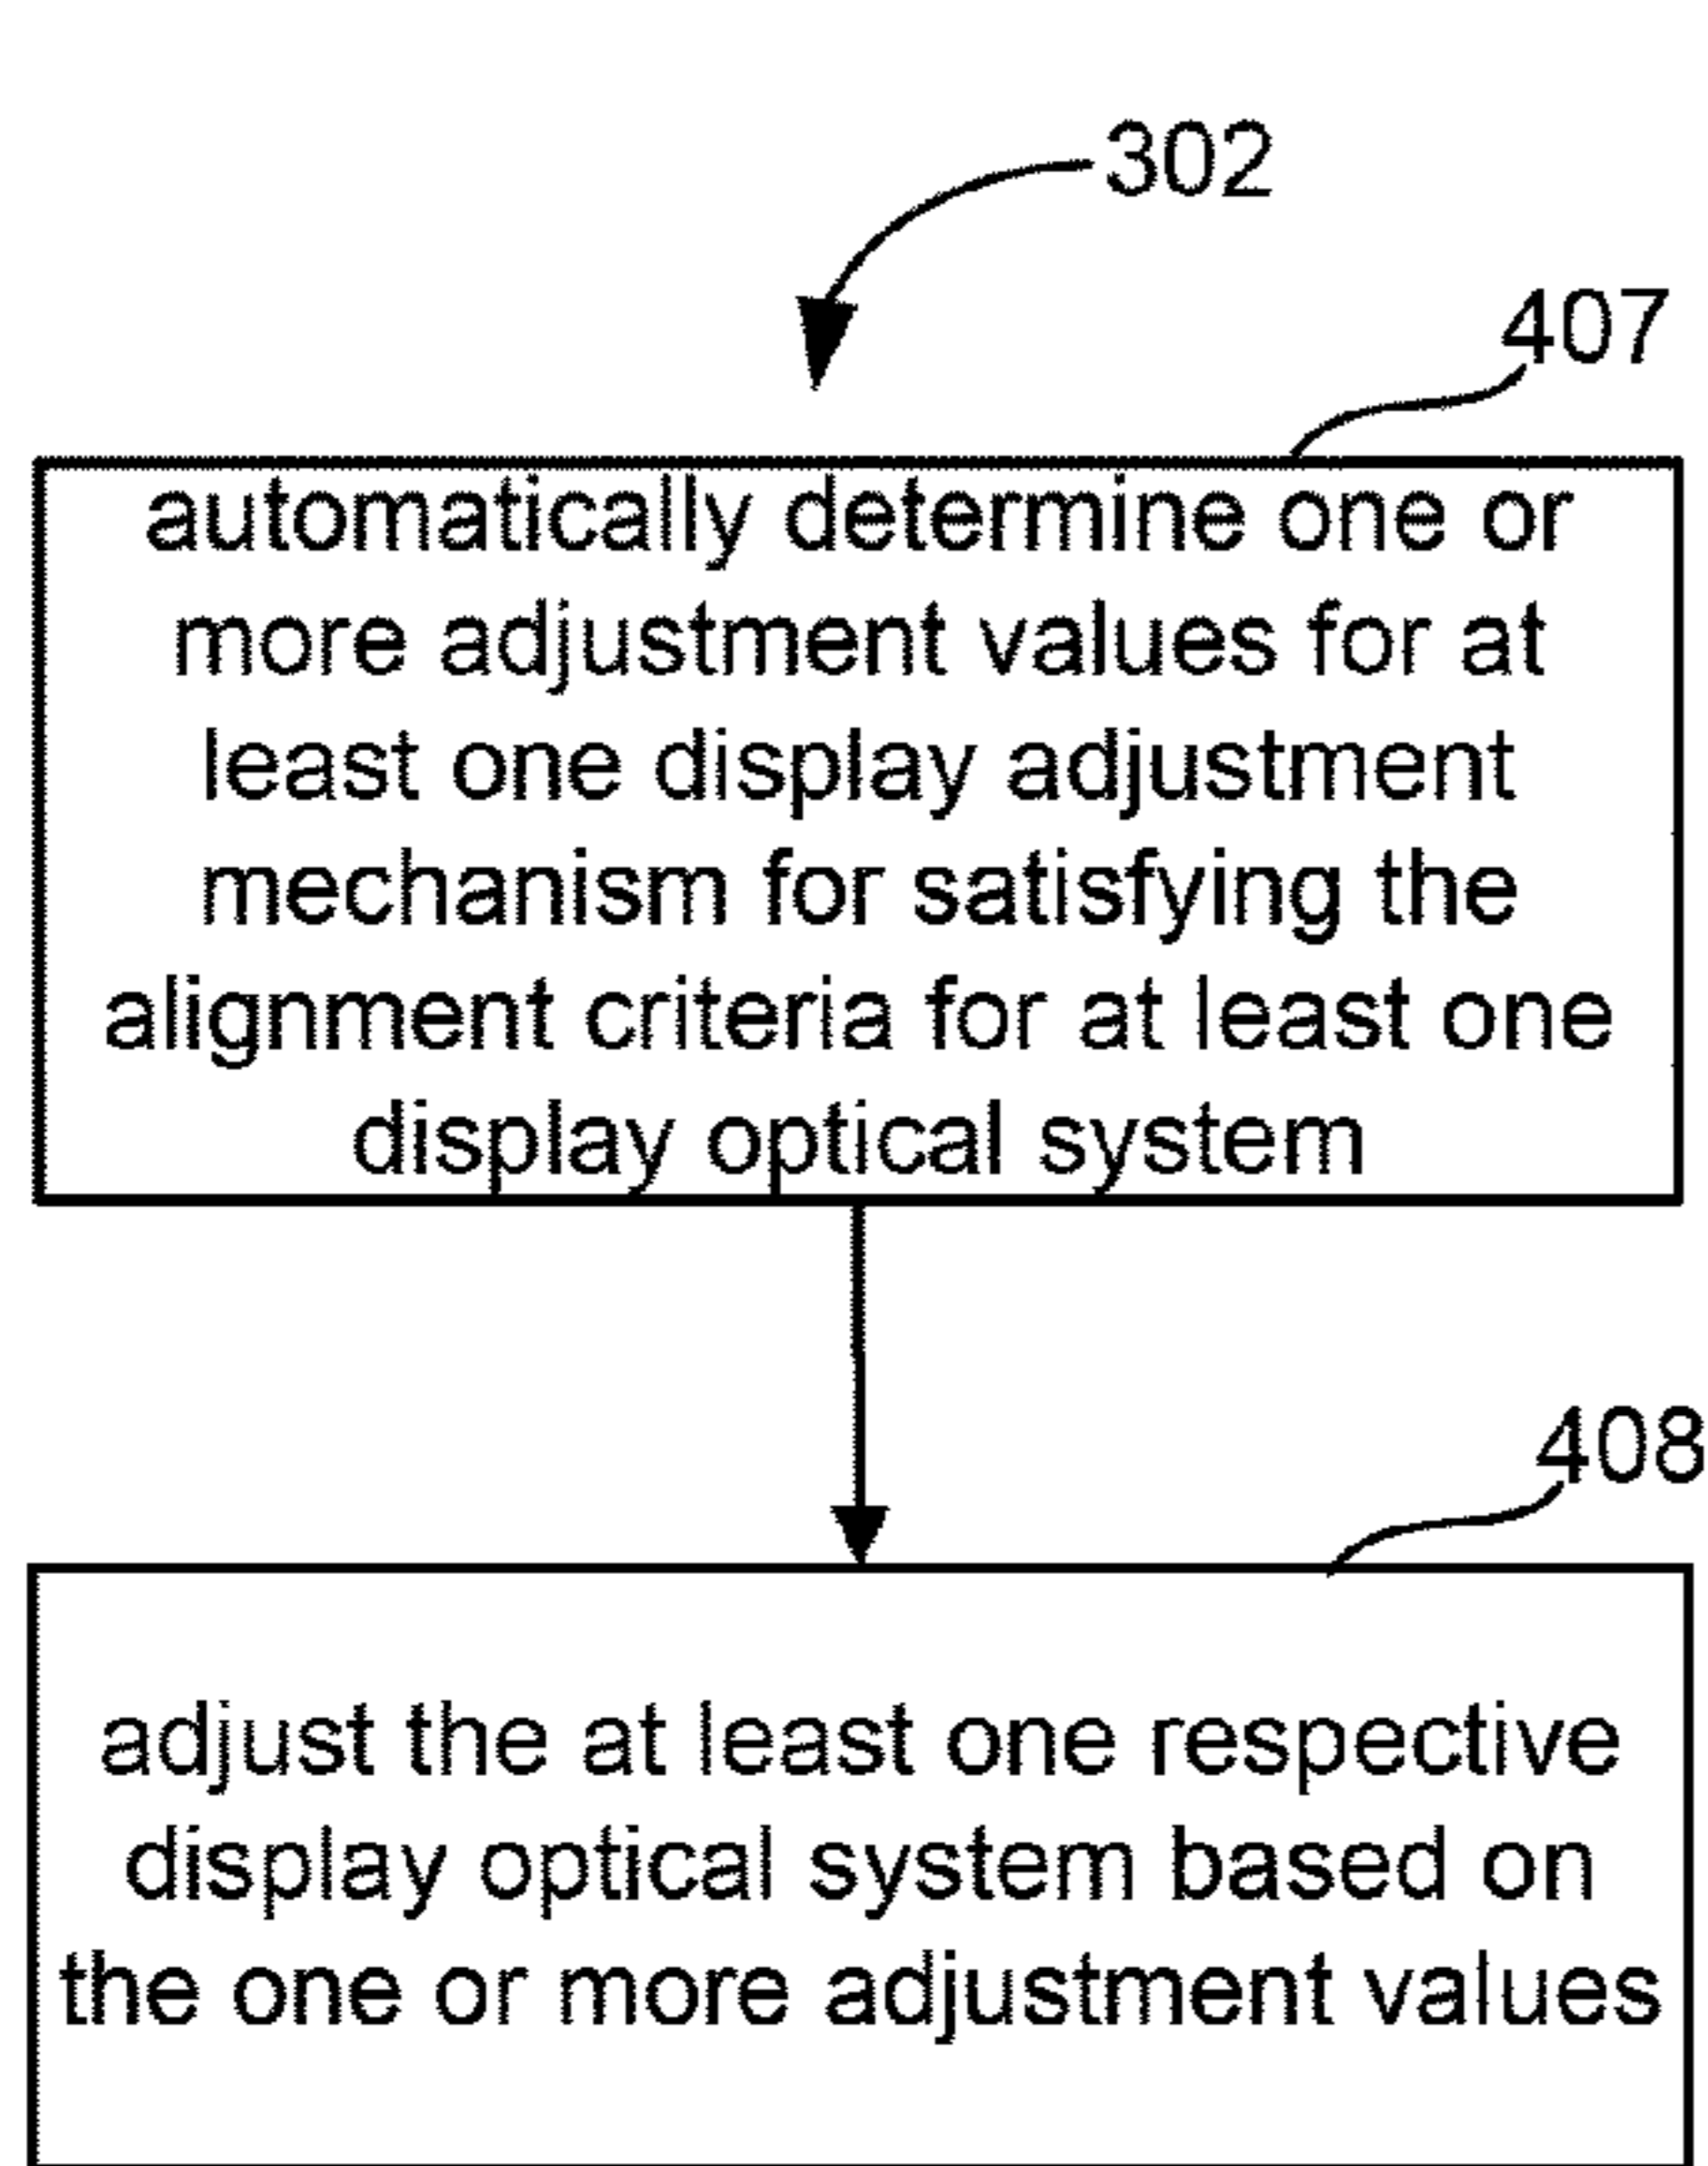 302
407
automatically determine one or
more adjustment values for at
least one display adjustment
mechanism for satisfying the
alignment criteria for at least one
display optical system
408
adjust the at least one respective
display optical system based on
the one or more adjustment values